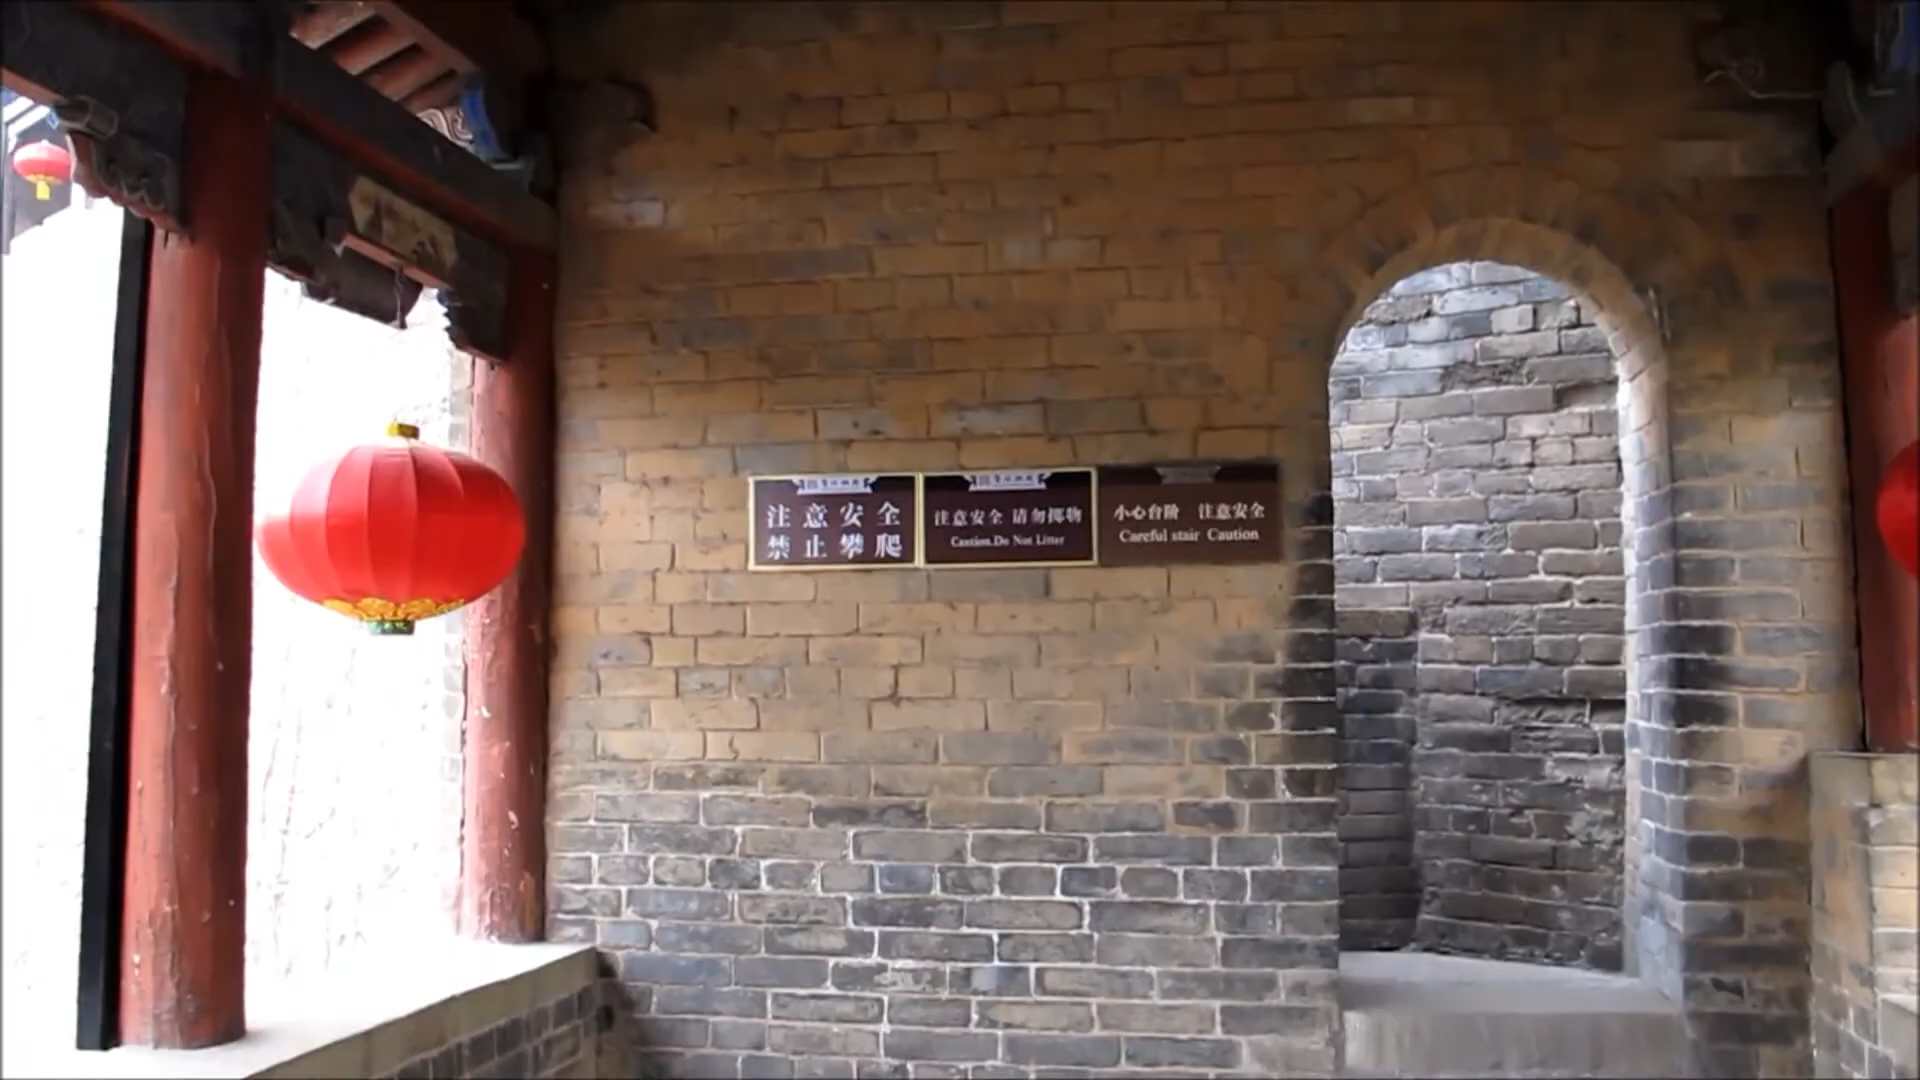 注意安全
禁止攀爬
注意安全 请勿掷物
Caution.Do Not Litter
小心台阶 注意安全
Careful stair Caution